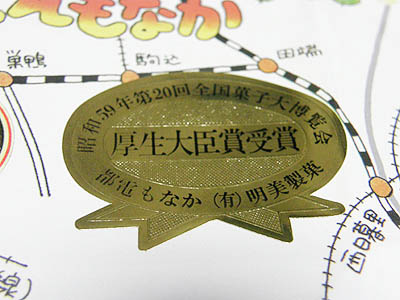 もなか
巣鴨
駒込
田端
昭和59年第20回全国菓子大博覧会
厚生大臣賞受賞
都電もなか (有)明美製菓
西日暮里
線)